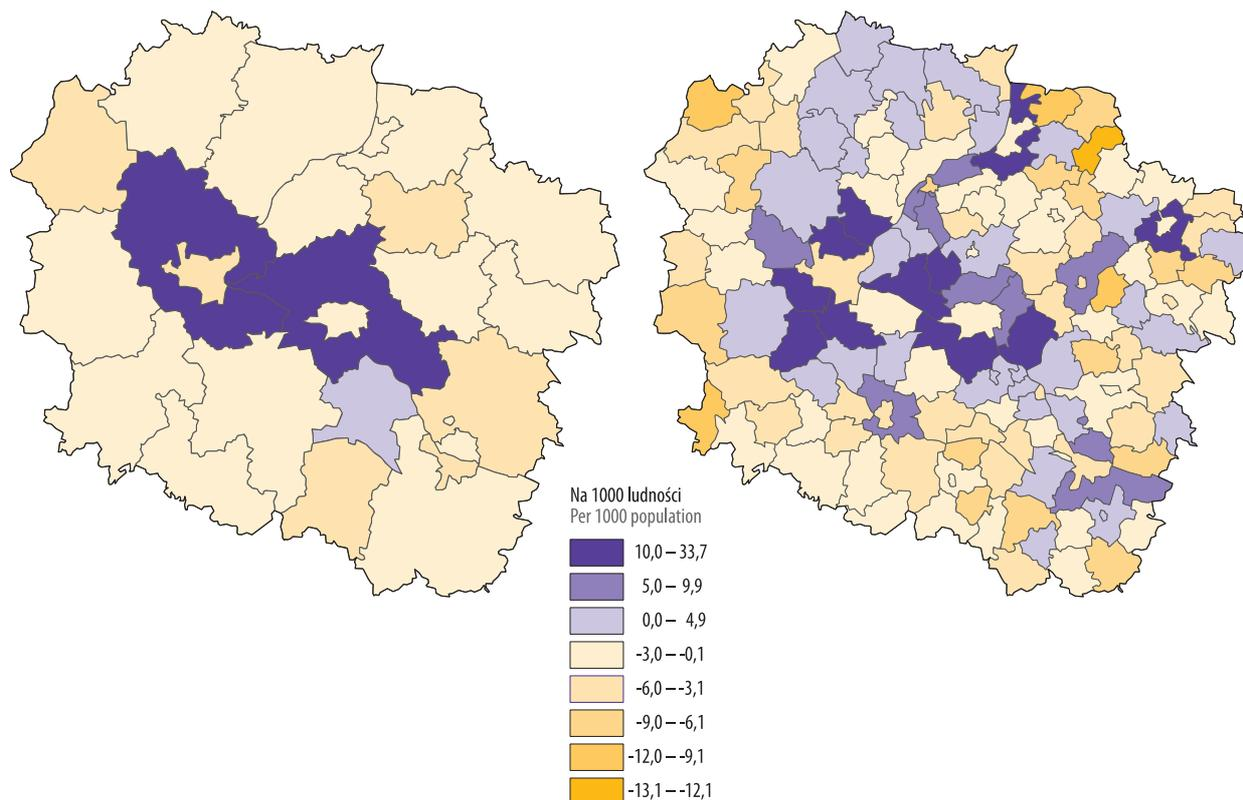 Na 1000 ludności
Per 1000 population
10,0 – 33,7
5,0 – 9,9
0,0 – 4,9
-3,0 – -0,1
-6,0 – -3,1
-9,0 – -6,1
-12,0 – -9,1
-13,1 – -12,1